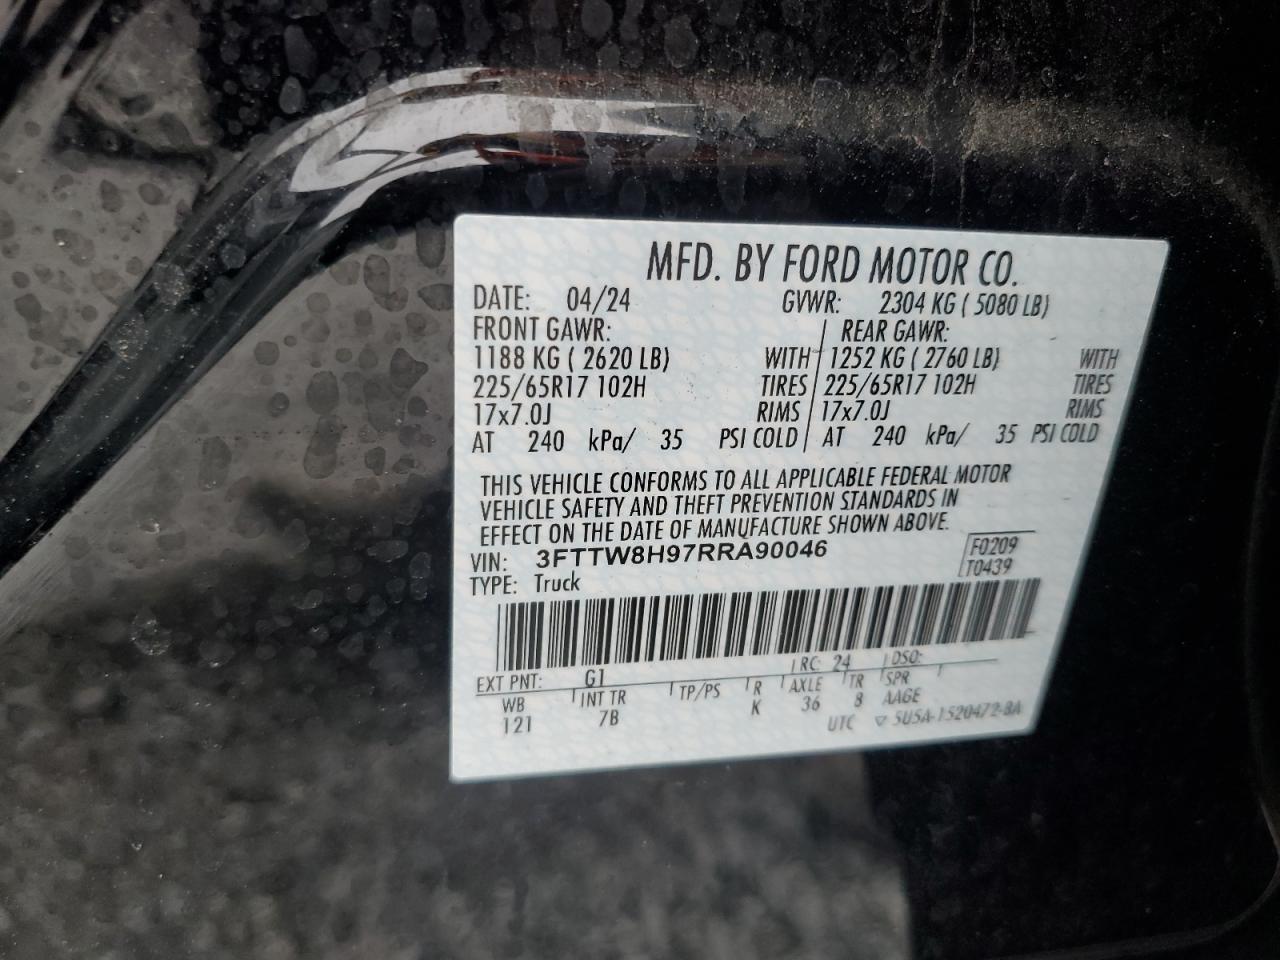 MFD. BY FORD MOTOR CO.
DATE: 04/24 GVWR: 2304 KG ( 5080 LB)
FRONT GAWR: REAR GAWR:
1188 KG ( 2620 LB) WITH 1252 KG ( 2760 LB) WITH
225/65R17 102H TIRES 225/65R17 102H TIRES
17x7.0J RIMS 17x7.0J RIMS
AT 240 kPa/ 35 PSI COLD AT 240 kPa/ 35 PSI COLD
THIS VEHICLE CONFORMS TO ALL APPLICABLE FEDERAL MOTOR
VEHICLE SAFETY AND THEFT PREVENTION STANDARDS IN
EFFECT ON THE DATE OF MANUFACTURE SHOWN ABOVE.
VIN: 3FTTW8H97RRA90046 F0209
TYPE: Truck T0439
EXT PNT: G1 RC: 24 DSO:
WB INT TR TP/PS R AXLE TR SPR
121 7B K 36 8 AAGE
UTC ▽ 5U5A-1520472-BA